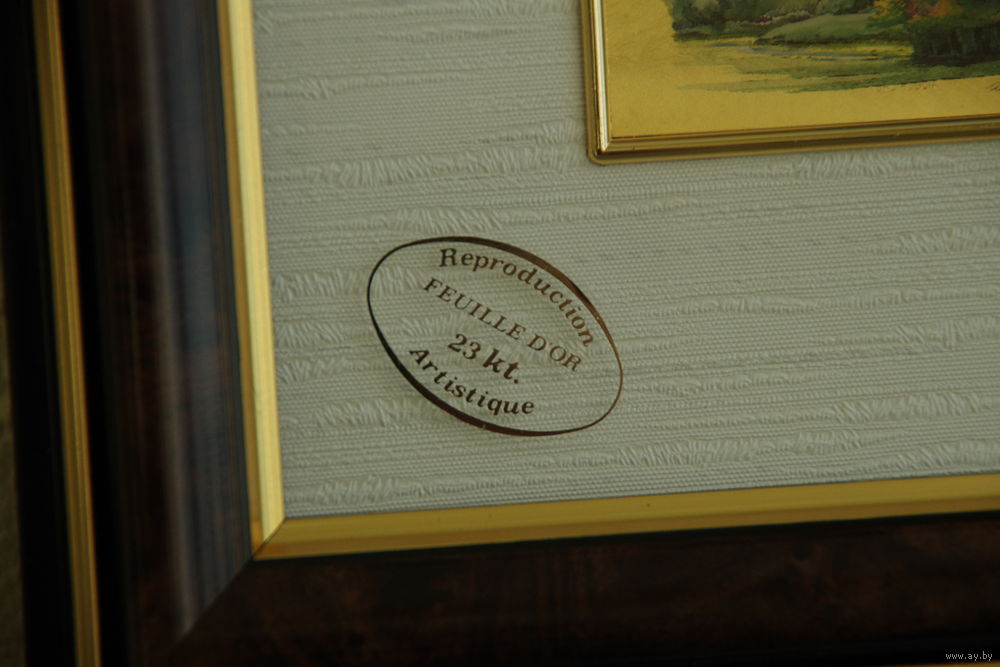 Reproduction
FEUILLE D'OR
23 kt.
Artistique
www.ay.by